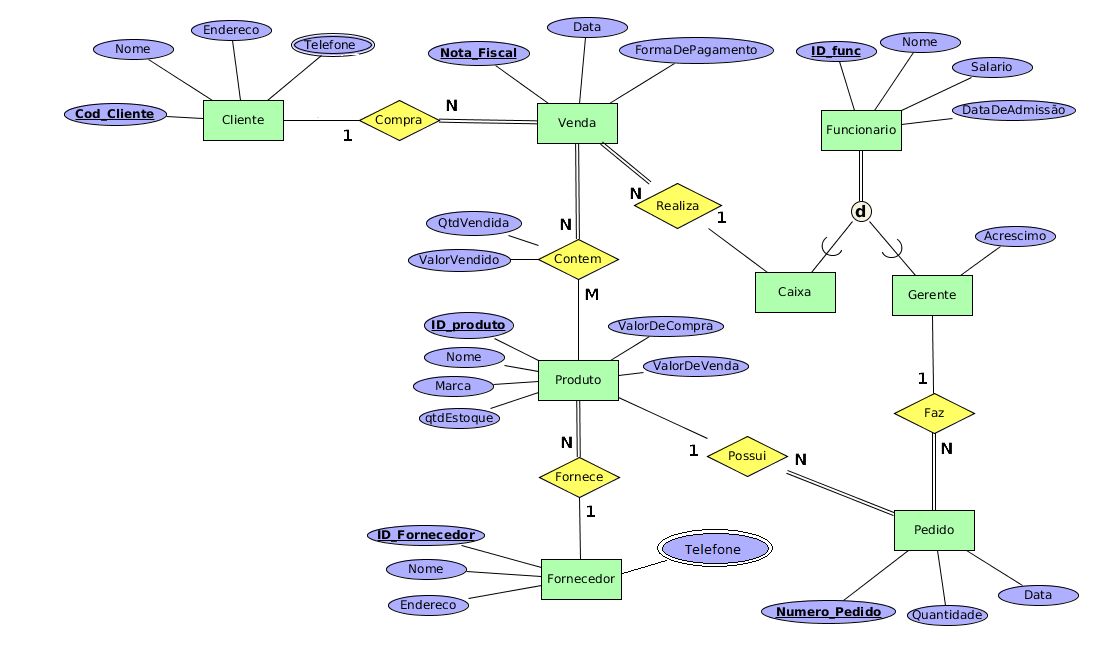 Nome
Endereco
Telefone
Cod_Cliente
Cliente
1
Compra
N
Nota_Fiscal
Data
FormaDePagamento
Venda
ID_func
Nome
Salario
DataDeAdmissão
Funcionario
d
N
Realiza
1
Caixa
Gerente
Acrescimo
QtdVendida
ValorVendido
N
Contem
M
ID_produto
Nome
Marca
qtdEstoque
ValorDeCompra
ValorDeVenda
Produto
1
Faz
N
N
Fornece
1
1
Possui
N
Pedido
Numero_Pedido
Quantidade
Data
ID_Fornecedor
Nome
Endereco
Fornecedor
Telefone